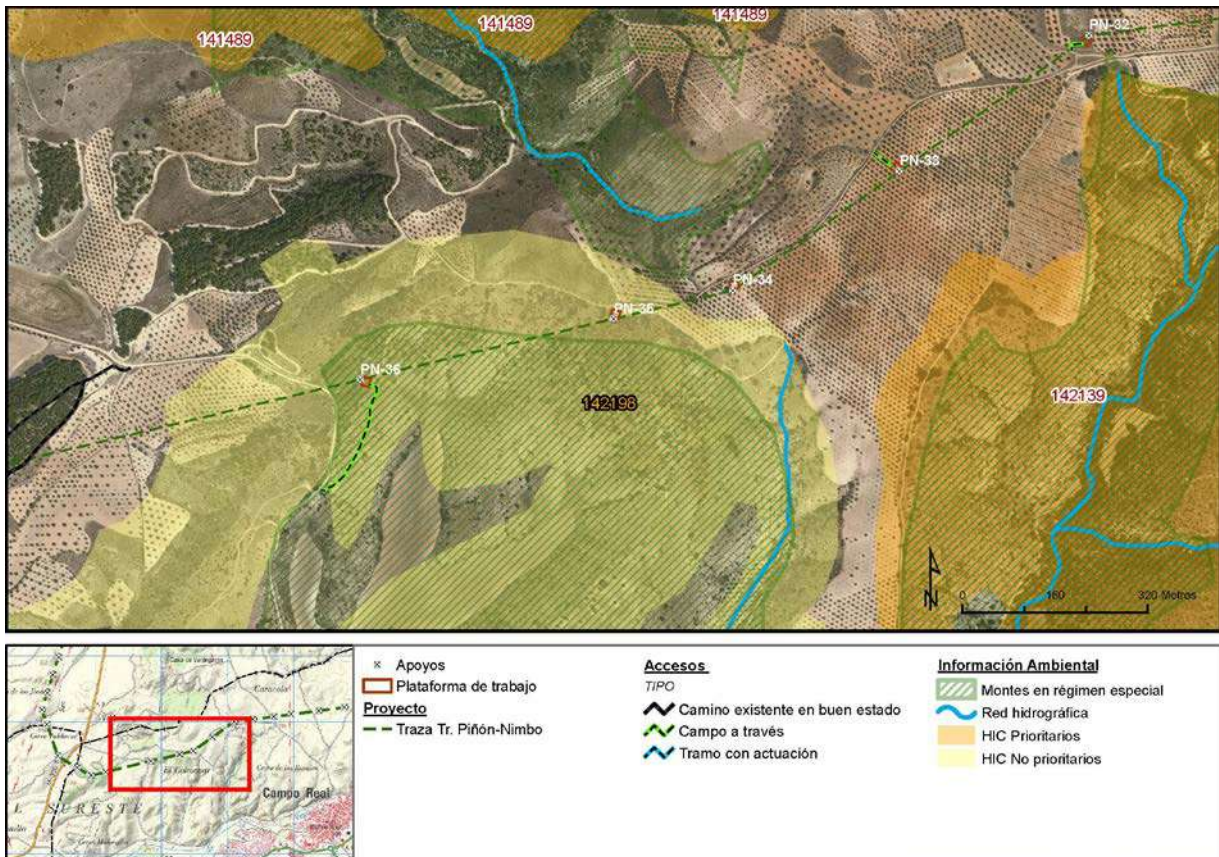 141489
141489
141489
PN-32
PN-33
PN-34
PN-35
PN-36
142198
142139
N
0 160 320 Metros
Caracola
Campo Real
SURESTE
Apoyos
Plataforma de trabajo
Proyecto
Traza Tr. Piñón-Nimbo
Accesos
TIPO
Camino existente en buen estado
Campo a través
Tramo con actuación
Información Ambiental
Montes en régimen especial
Red hidrográfica
HIC Prioritarios
HIC No prioritarios